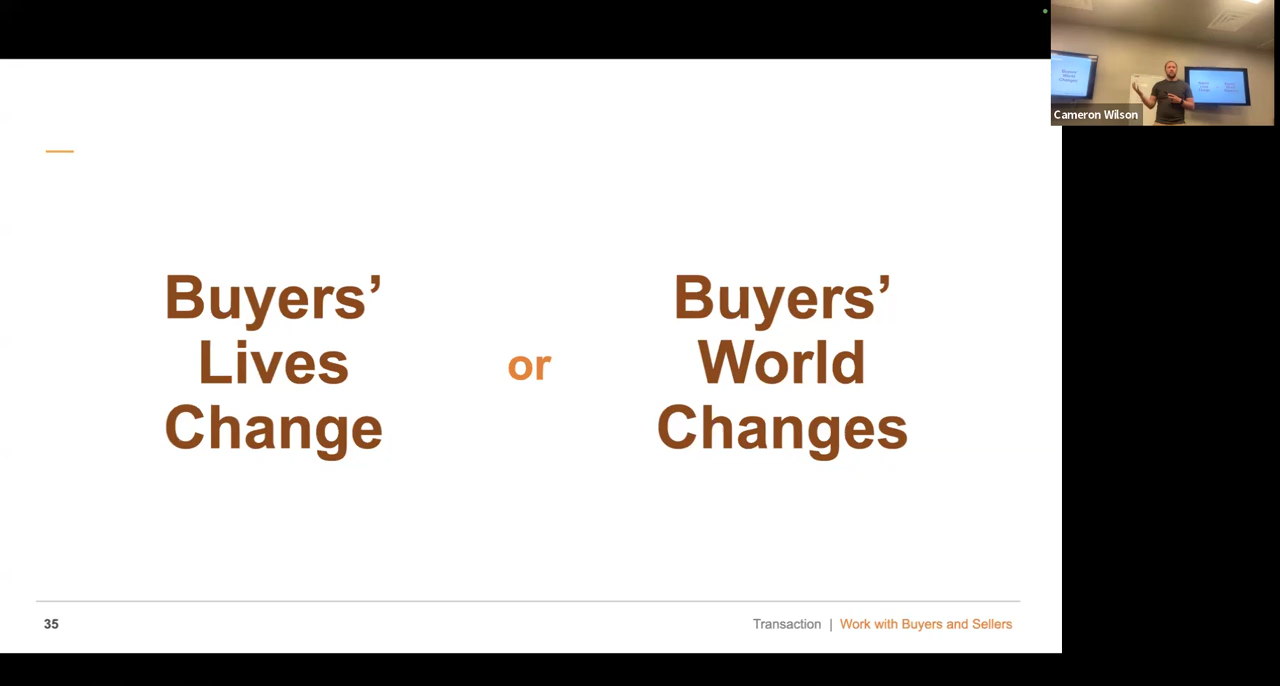 Cameron Wilson
Buyers’
Lives
Change
or
Buyers’
World
Changes
35
Transaction | Work with Buyers and Sellers